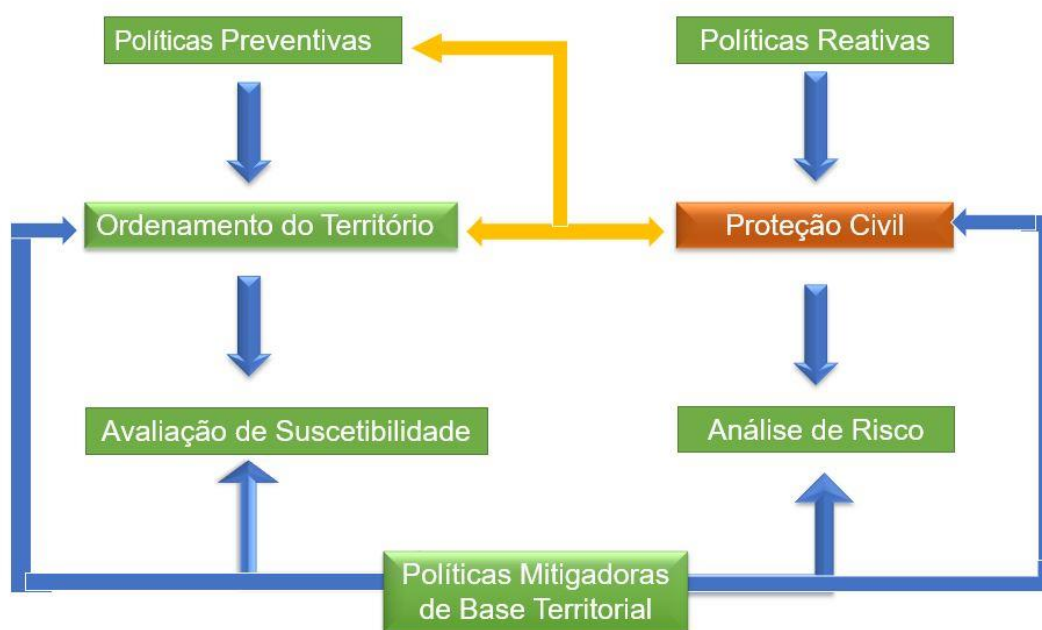 Políticas Preventivas
Políticas Reativas
Ordenamento do Território
Proteção Civil
Avaliação de Suscetibilidade
Análise de Risco
Políticas Mitigadoras
de Base Territorial